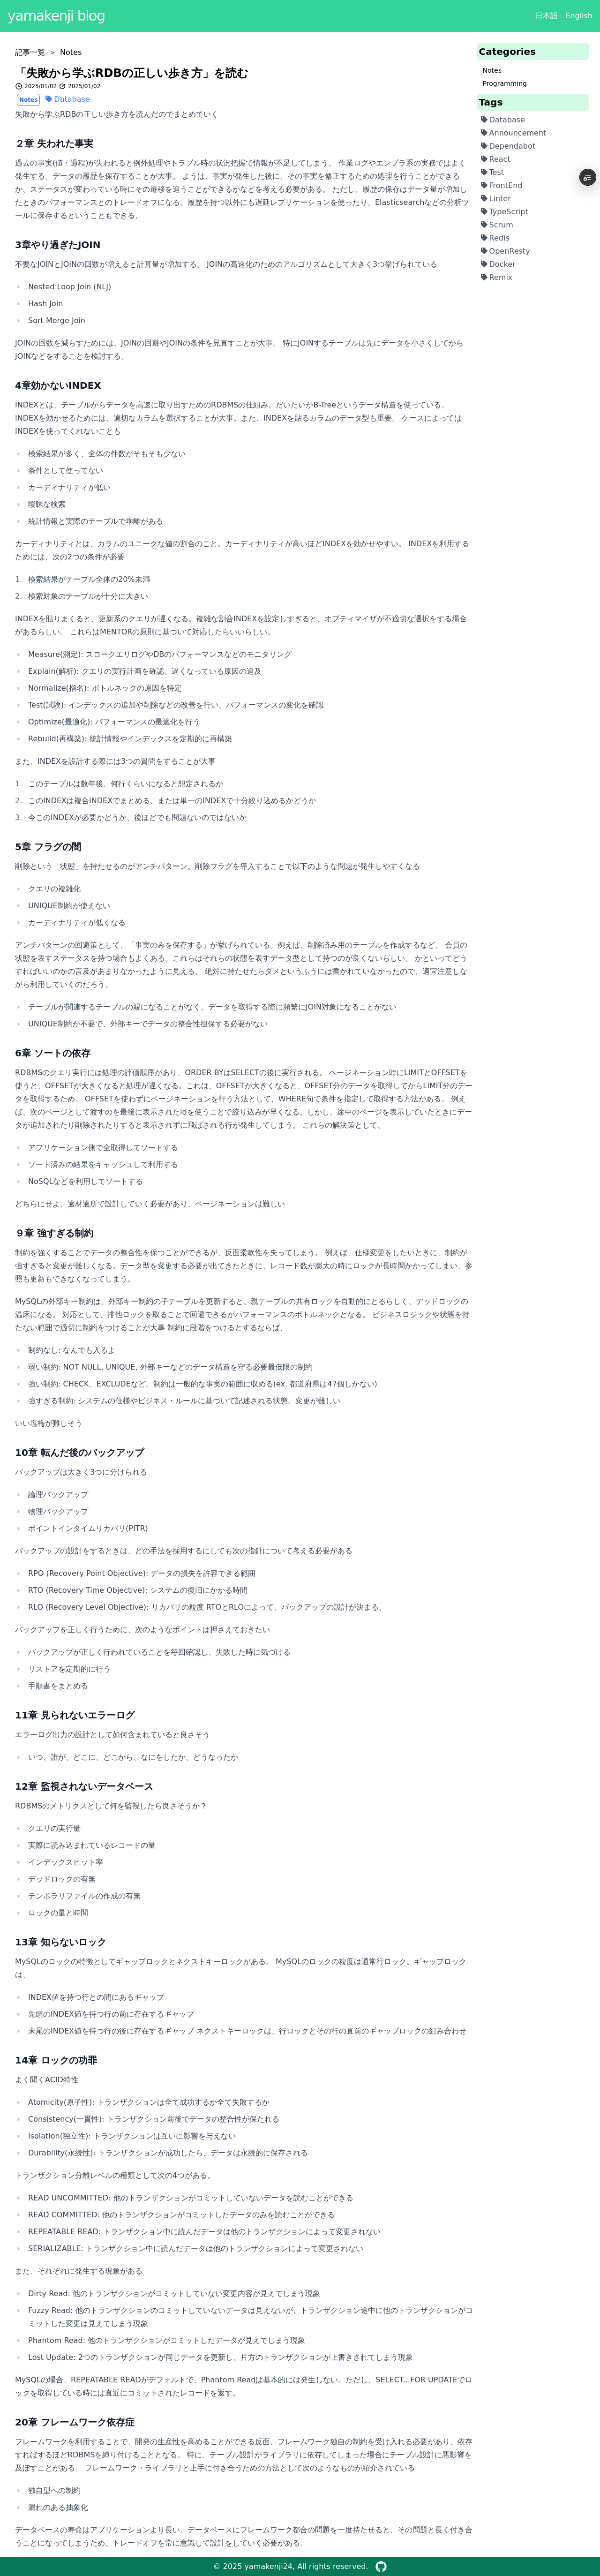 yamakenji blog
日本語 English
記事一覧 > Notes
「失敗から学ぶRDBの正しい歩き方」を読む
2025/01/02 2025/01/02
Notes Database
失敗から学ぶRDBの正しい歩き方を読んだのでまとめていく
２章 失われた事実
過去の事実(値・過程)が失われると例外処理やトラブル時の状況把握で情報が不足してしまう。 作業ログやエンプラ系の実務ではよく
発生する。データの履歴を保存することが大事。 ようは、事実が発生した後に、その事実を修正するための処理を行うことができる
か、ステータスが変わっている時にその遷移を追うことができるかなどを考える必要がある。 ただし、履歴の保存はデータ量が増加し
たときのパフォーマンスとのトレードオフになる。履歴を持つ以外にも遅延レプリケーションを使ったり、Elasticsearchなどの分析ツ
ールに保存するということもできる。
3章やり過ぎたJOIN
不要なJOINとJOINの回数が増えると計算量が増加する。 JOINの高速化のためのアルゴリズムとして大きく3つ挙げられている
Nested Loop Join (NLJ)
Hash Join
Sort Merge Join
JOINの回数を減らすためには、JOINの回避やJOINの条件を見直すことが大事。 特にJOINするテーブルは先にデータを小さくしてから
JOINなどをすることを検討する。
4章効かないINDEX
INDEXとは、テーブルからデータを高速に取り出すためのRDBMSの仕組み。だいたいがB-Treeというデータ構造を使っている。
INDEXを効かせるためには、適切なカラムを選択することが大事。また、INDEXを貼るカラムのデータ型も重要。 ケースによっては
INDEXを使ってくれないことも
検索結果が多く、全体の件数がそもそも少ない
条件として使ってない
カーディナリティが低い
曖昧な検索
統計情報と実際のテーブルで乖離がある
カーディナリティとは、カラムのユニークな値の割合のこと。カーディナリティが高いほどINDEXを効かせやすい。 INDEXを利用する
ためには、次の2つの条件が必要
1. 検索結果がテーブル全体の20%未満
2. 検索対象のテーブルが十分に大きい
INDEXを貼りまくると、更新系のクエリが遅くなる。複雑な割合INDEXを設定しすぎると、オプティマイザが不適切な選択をする場合
があるらしい。 これらはMENTORの原則に基づいて対応したらいいらしい。
Measure(測定): スロークエリログやDBのパフォーマンスなどのモニタリング
Explain(解析): クエリの実行計画を確認、遅くなっている原因の追及
Normalize(指名): ボトルネックの原因を特定
Test(試験): インデックスの追加や削除などの改善を行い、パフォーマンスの変化を確認
Optimize(最適化): パフォーマンスの最適化を行う
Rebuild(再構築): 統計情報やインデックスを定期的に再構築
また、INDEXを設計する際には3つの質問をすることが大事
1. このテーブルは数年後、何行くらいになると想定されるか
2. このINDEXは複合INDEXでまとめる、または単一のINDEXで十分絞り込めるかどうか
3. 今このINDEXが必要かどうか、後ほどでも問題ないのではないか
5章 フラグの闇
削除という「状態」を持たせるのがアンチパターン。削除フラグを導入することで以下のような問題が発生しやすくなる
クエリの複雑化
UNIQUE制約が使えない
カーディナリティが低くなる
アンチパターンの回避策として、「事実のみを保存する」が挙げられている。例えば、削除済み用のテーブルを作成するなど。 会員の
状態を表すステータスを持つ場合もよくある。これらはそれらの状態を表すデータ型として持つのが良くないらしい。 かといってどう
すればいいのかの言及があまりなかったように見える。 絶対に持たせたらダメというふうには書かれていなかったので、適宜注意しな
がら利用していくのだろう。
テーブルが関連するテーブルの親になることがなく、データを取得する際に頻繁にJOIN対象になることがない
UNIQUE制約が不要で、外部キーでデータの整合性担保する必要がない
6章 ソートの依存
RDBMSのクエリ実行には処理の評価順序があり、ORDER BYはSELECTの後に実行される。 ページネーション時にLIMITとOFFSETを
使うと、OFFSETが大きくなると処理が遅くなる。これは、OFFSETが大きくなると、OFFSET分のデータを取得してからLIMIT分のデー
タを取得するため。 OFFSETを使わずにページネーションを行う方法として、WHERE句で条件を指定して取得する方法がある。 例え
ば、次のページとして渡すのを最後に表示されたidを使うことで絞り込みが早くなる。しかし、途中のページを表示していたときにデー
タが追加されたり削除されたりすると表示されずに飛ばされる行が発生してしまう。 これらの解決策として、
アプリケーション側で全取得してソートする
ソート済みの結果をキャッシュして利用する
NoSQLなどを利用してソートする
どちらにせよ、適材適所で設計していく必要があり、ページネーションは難しい
９章 強すぎる制約
制約を強くすることでデータの整合性を保つことができるが、反面柔軟性を失ってしまう。 例えば、仕様変更をしたいときに、制約が
強すぎると変更が難しくなる。データ型を変更する必要が出てきたときに、レコード数が膨大の時にロックが長時間かかってしまい、参
照も更新もできなくなってしまう。
MySQLの外部キー制約は、外部キー制約の子テーブルを更新すると、親テーブルの共有ロックを自動的にとるらしく、デッドロックの
温床になる。 対応として、排他ロックを取ることで回避できるがパフォーマンスのボトルネックとなる。 ビジネスロジックや状態を持
たない範囲で適切に制約をつけることが大事 制約に段階をつけるとするならば、
制約なし: なんでも入るよ
弱い制約: NOT NULL, UNIQUE, 外部キーなどのデータ構造を守る必要最低限の制約
強い制約: CHECK、EXCLUDEなど。制約は一般的な事実の範囲に収める(ex. 都道府県は47個しかない)
強すぎる制約: システムの仕様やビジネス・ルールに基づいて記述される状態。変更が難しい
いい塩梅が難しそう
10章 転んだ後のバックアップ
バックアップは大きく3つに分けられる
論理バックアップ
物理バックアップ
ポイントインタイムリカバリ(PITR)
バックアップの設計をするときは、どの手法を採用するにしても次の指針について考える必要がある
RPO (Recovery Point Objective): データの損失を許容できる範囲
RTO (Recovery Time Objective): システムの復旧にかかる時間
RLO (Recovery Level Objective): リカバリの粒度 RTOとRLOによって、バックアップの設計が決まる。
バックアップを正しく行うために、次のようなポイントは押さえておきたい
バックアップが正しく行われていることを毎回確認し、失敗した時に気づける
リストアを定期的に行う
手順書をまとめる
11章 見られないエラーログ
エラーログ出力の設計として如何含まれていると良さそう
いつ、誰が、どこに、どこから、なにをしたか、どうなったか
12章 監視されないデータベース
RDBMSのメトリクスとして何を監視したら良さそうか？
クエリの実行量
実際に読み込まれているレコードの量
インデックスヒット率
デッドロックの有無
テンポラリファイルの作成の有無
ロックの量と時間
13章 知らないロック
MySQLのロックの特徴としてギャップロックとネクストキーロックがある。 MySQLのロックの粒度は通常行ロック。ギャップロック
は、
INDEX値を持つ行との間にあるギャップ
先頭のINDEX値を持つ行の前に存在するギャップ
末尾のINDEX値を持つ行の後に存在するギャップ ネクストキーロックは、行ロックとその行の直前のギャップロックの組み合わせ
14章 ロックの功罪
よく聞くACID特性
Atomicity(原子性): トランザクションは全て成功するか全て失敗するか
Consistency(一貫性): トランザクション前後でデータの整合性が保たれる
Isolation(独立性): トランザクションは互いに影響を与えない
Durability(永続性): トランザクションが成功したら、データは永続的に保存される
トランザクション分離レベルの種類として次の4つがある。
READ UNCOMMITTED: 他のトランザクションがコミットしていないデータを読むことができる
READ COMMITTED: 他のトランザクションがコミットしたデータのみを読むことができる
REPEATABLE READ: トランザクション中に読んだデータは他のトランザクションによって変更されない
SERIALIZABLE: トランザクション中に読んだデータは他のトランザクションによって変更されない
また、それぞれに発生する現象がある
Dirty Read: 他のトランザクションがコミットしていない変更内容が見えてしまう現象
Fuzzy Read: 他のトランザクションのコミットしていないデータは見えないが、トランザクション途中に他のトランザクションがコ
ミットした変更は見えてしまう現象
Phantom Read: 他のトランザクションがコミットしたデータが見えてしまう現象
Lost Update: 2つのトランザクションが同じデータを更新し、片方のトランザクションが上書きされてしまう現象
MySQLの場合、REPEATABLE READがデフォルトで、Phantom Readは基本的には発生しない。ただし、SELECT...FOR UPDATEでロ
ックを取得している時には直近にコミットされたレコードを返す。
20章 フレームワーク依存症
フレームワークを利用することで、開発の生産性を高めることができる反面、フレームワーク独自の制約を受け入れる必要があり、依存
すればするほどRDBMSを縛り付けることとなる。 特に、テーブル設計がライブラリに依存してしまった場合にテーブル設計に悪影響を
及ぼすことがある。 フレームワーク・ライブラリと上手に付き合うための方法として次のようなものが紹介されている
独自型への制約
漏れのある抽象化
データベースの寿命はアプリケーションより長い。データベースにフレームワーク都合の問題を一度持たせると、その問題と長く付き合
うことになってしまうため、トレードオフを常に意識して設計をしていく必要がある。
Categories
Notes
Programming
Tags
Database
Announcement
Dependabot
React
Test
FrontEnd
Linter
TypeScript
Scrum
Redis
OpenResty
Docker
Remix
© 2025 yamakenji24, All rights reserved.